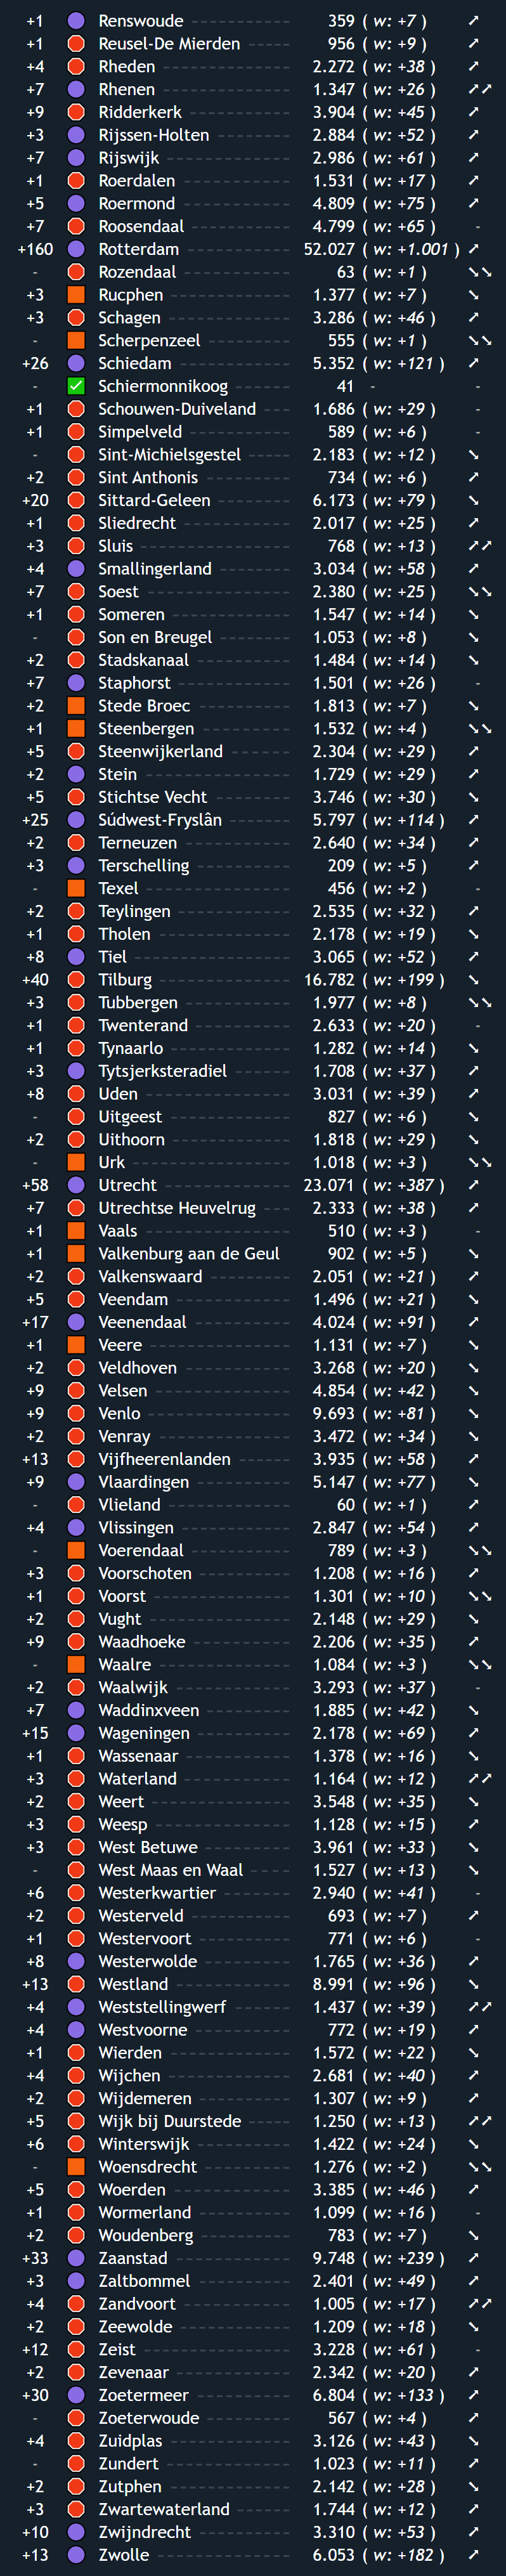 +1 Renswoude 359 ( w: +7 ) ➚
+1 Reusel-De Mierden 956 ( w: +9 ) ➚
+4 Rheden 2.272 ( w: +38 ) ➚
+7 Rhenen 1.347 ( w: +26 ) ➚➚
+9 Ridderkerk 3.904 ( w: +45 ) ➚
+3 Rijssen-Holten 2.884 ( w: +52 ) ➚
+7 Rijswijk 2.986 ( w: +61 ) ➚
+1 Roerdalen 1.531 ( w: +17 ) ➚
+5 Roermond 4.809 ( w: +75 ) ➚
+7 Roosendaal 4.799 ( w: +65 ) -
+160 Rotterdam 52.027 ( w: +1.001 ) ➚
- Rozendaal 63 ( w: +1 ) ➘➘
+3 Rucphen 1.377 ( w: +7 ) ➘
+3 Schagen 3.286 ( w: +46 ) ➚
- Scherpenzeel 555 ( w: +1 ) ➘➘
+26 Schiedam 5.352 ( w: +121 ) ➚
- Schiermonnikoog 41 - -
+1 Schouwen-Duiveland 1.686 ( w: +29 ) -
+1 Simpelveld 589 ( w: +6 ) -
- Sint-Michielsgestel 2.183 ( w: +12 ) ➘
+2 Sint Anthonis 734 ( w: +6 ) ➚
+20 Sittard-Geleen 6.173 ( w: +79 ) ➘
+1 Sliedrecht 2.017 ( w: +25 ) ➚
+3 Sluis 768 ( w: +13 ) ➚➚
+4 Smallingerland 3.034 ( w: +58 ) ➚
+7 Soest 2.380 ( w: +25 ) ➘➘
+1 Someren 1.547 ( w: +14 ) ➘
- Son en Breugel 1.053 ( w: +8 ) ➘
+2 Stadskanaal 1.484 ( w: +14 ) ➘
+7 Staphorst 1.501 ( w: +26 ) -
+2 Stede Broec 1.813 ( w: +7 ) ➘
+1 Steenbergen 1.532 ( w: +4 ) ➘➘
+5 Steenwijkerland 2.304 ( w: +29 ) ➚
+2 Stein 1.729 ( w: +29 ) ➚
+5 Stichtse Vecht 3.746 ( w: +30 ) ➘
+25 Súdwest-Fryslân 5.797 ( w: +114 ) ➚
+2 Terneuzen 2.640 ( w: +34 ) ➚
+3 Terschelling 209 ( w: +5 ) ➚
- Texel 456 ( w: +2 ) -
+2 Teylingen 2.535 ( w: +32 ) ➚
+1 Tholen 2.178 ( w: +19 ) ➘
+8 Tiel 3.065 ( w: +52 ) ➚
+40 Tilburg 16.782 ( w: +199 ) ➘
+3 Tubbergen 1.977 ( w: +8 ) ➘➘
+1 Twenterand 2.633 ( w: +20 ) -
+1 Tynaarlo 1.282 ( w: +14 ) ➘
+3 Tytsjerksteradiel 1.708 ( w: +37 ) ➚
+8 Uden 3.031 ( w: +39 ) ➚
- Uitgeest 827 ( w: +6 ) ➘
+2 Uithoorn 1.818 ( w: +29 ) ➘
- Urk 1.018 ( w: +3 ) ➘➘
+58 Utrecht 23.071 ( w: +387 ) ➚
+7 Utrechtse Heuvelrug 2.333 ( w: +38 ) ➚
+1 Vaals 510 ( w: +3 ) -
+1 Valkenburg aan de Geul 902 ( w: +5 ) ➘
+2 Valkenswaard 2.051 ( w: +21 ) ➚
+5 Veendam 1.496 ( w: +21 ) ➘
+17 Veenendaal 4.024 ( w: +91 ) ➚
+1 Veere 1.131 ( w: +7 ) ➘
+2 Veldhoven 3.268 ( w: +20 ) ➘
+9 Velsen 4.854 ( w: +42 ) ➘
+9 Venlo 9.693 ( w: +81 ) ➘
+2 Venray 3.472 ( w: +34 ) ➘
+13 Vijfheerenlanden 3.935 ( w: +58 ) ➚
+9 Vlaardingen 5.147 ( w: +77 ) ➘
- Vlieland 60 ( w: +1 ) ➚
+4 Vlissingen 2.847 ( w: +54 ) ➚
- Voerendaal 789 ( w: +3 ) ➘➘
+3 Voorschoten 1.208 ( w: +16 ) ➚
+1 Voorst 1.301 ( w: +10 ) ➘➘
+2 Vught 2.148 ( w: +29 ) ➘
+9 Waadhoeke 2.206 ( w: +35 ) ➚
- Waalre 1.084 ( w: +3 ) ➘➘
+2 Waalwijk 3.293 ( w: +37 ) -
+7 Waddinxveen 1.885 ( w: +42 ) ➘
+15 Wageningen 2.178 ( w: +69 ) ➚
+1 Wassenaar 1.378 ( w: +16 ) ➘
+3 Waterland 1.164 ( w: +12 ) ➚➚
+2 Weert 3.548 ( w: +35 ) ➘
+3 Weesp 1.128 ( w: +15 ) ➚
+3 West Betuwe 3.961 ( w: +33 ) ➘
- West Maas en Waal 1.527 ( w: +13 ) ➘
+6 Westerkwartier 2.940 ( w: +41 ) -
+2 Westerveld 693 ( w: +7 ) ➚
+1 Westervoort 771 ( w: +6 ) -
+8 Westerwolde 1.765 ( w: +36 ) ➚
+13 Westland 8.991 ( w: +96 ) ➘
+4 Weststellingwerf 1.437 ( w: +39 ) ➚➚
+4 Westvoorne 772 ( w: +19 ) ➚
+1 Wierden 1.572 ( w: +22 ) ➘
+4 Wijchen 2.681 ( w: +40 ) ➚
+2 Wijdemeren 1.307 ( w: +9 ) ➚
+5 Wijk bij Duurstede 1.250 ( w: +13 ) ➚➚
+6 Winterswijk 1.422 ( w: +24 ) ➘
- Woensdrecht 1.276 ( w: +2 ) ➘➘
+5 Woerden 3.385 ( w: +46 ) ➚
+1 Wormerland 1.099 ( w: +16 ) -
+2 Woudenberg 783 ( w: +7 ) ➘
+33 Zaanstad 9.748 ( w: +239 ) ➚
+3 Zaltbommel 2.401 ( w: +49 ) ➚
+4 Zandvoort 1.005 ( w: +17 ) ➚➚
+2 Zeewolde 1.209 ( w: +18 ) ➘
+12 Zeist 3.228 ( w: +61 ) -
+2 Zevenaar 2.342 ( w: +20 ) ➚
+30 Zoetermeer 6.804 ( w: +133 ) ➚
- Zoeterwoude 567 ( w: +4 ) ➚
+4 Zuidplas 3.126 ( w: +43 ) ➘
- Zundert 1.023 ( w: +11 ) ➚
+2 Zutphen 2.142 ( w: +28 ) ➘
+3 Zwartewaterland 1.744 ( w: +12 ) ➚
+10 Zwijndrecht 3.310 ( w: +53 ) ➚
+13 Zwolle 6.053 ( w: +182 ) ➚